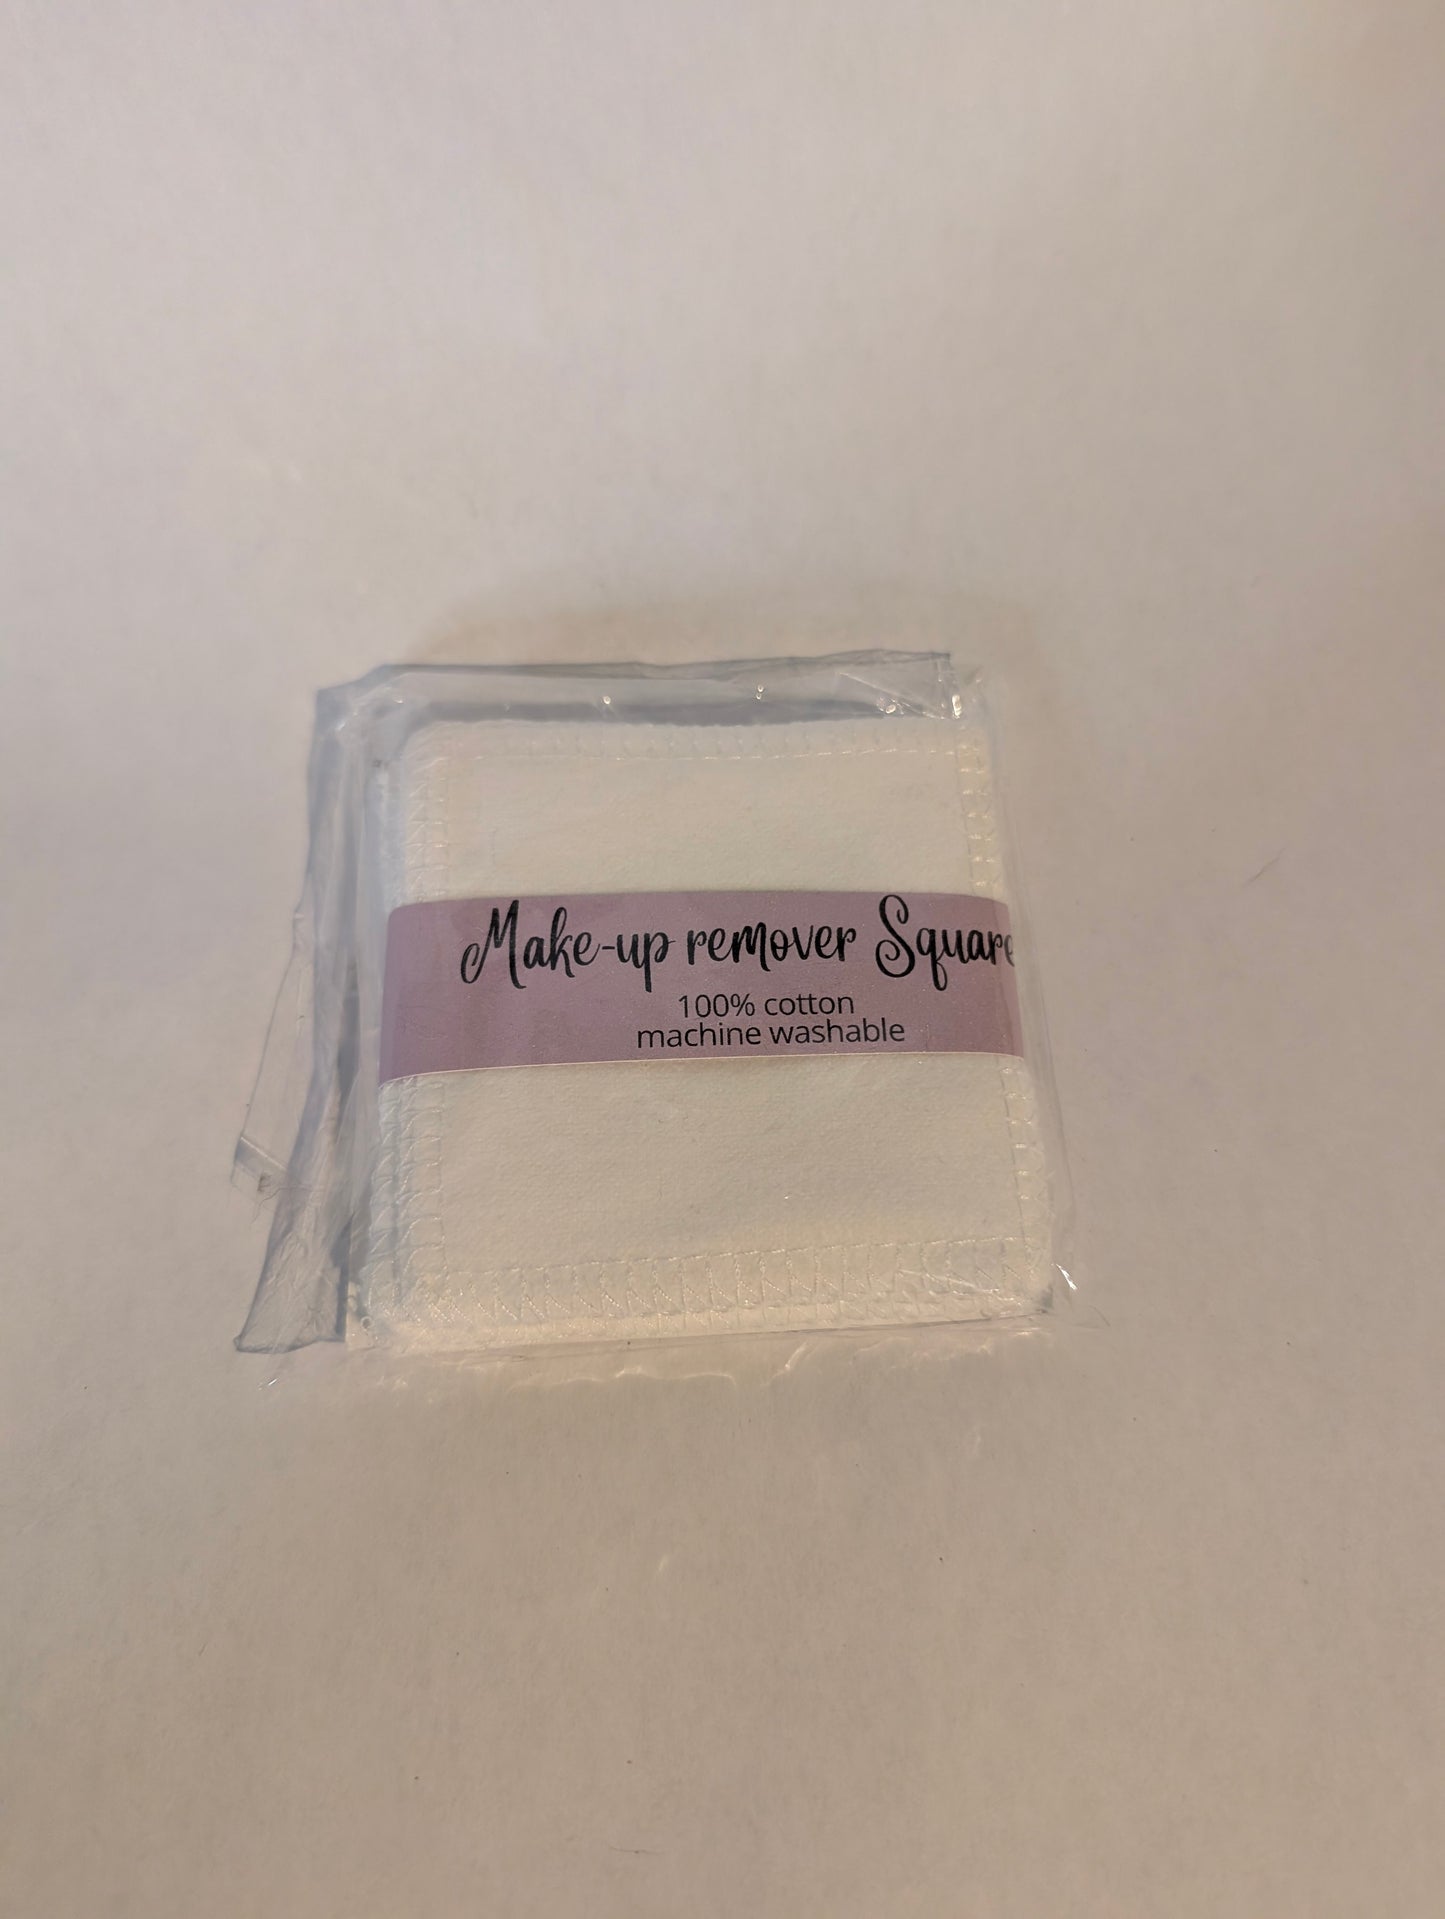 Make-up remover Square
100% cotton
machine washable